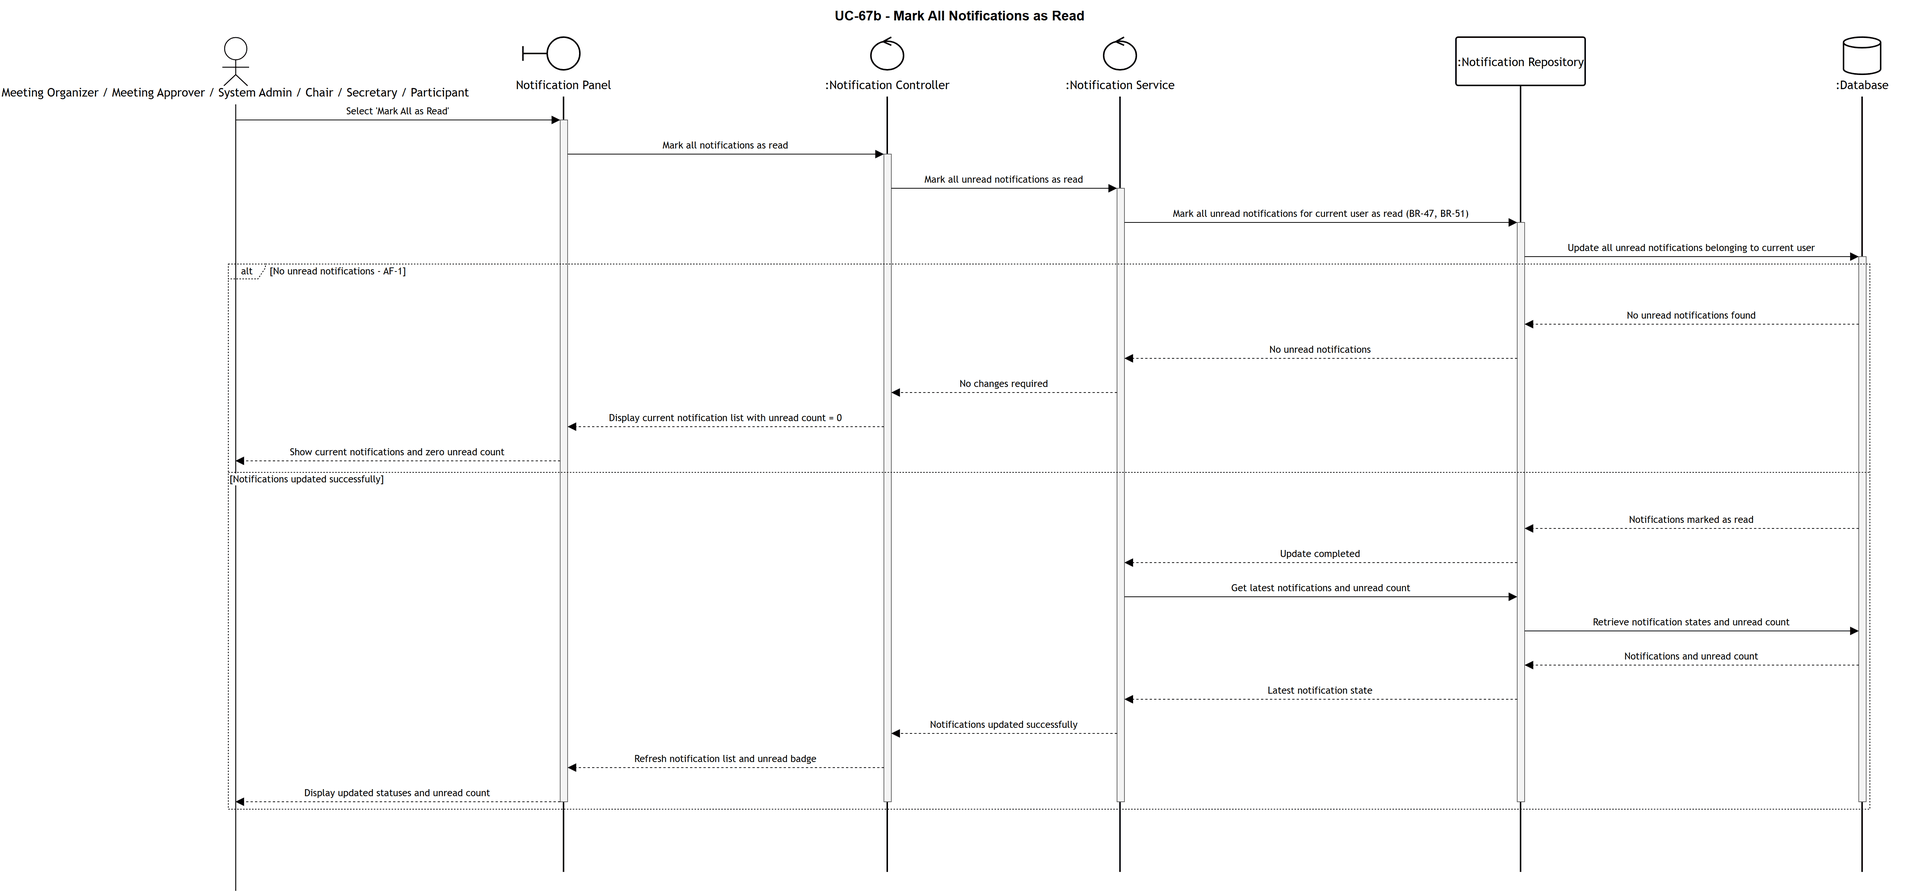 UC-67b - Mark All Notifications as Read
Meeting Organizer / Meeting Approver / System Admin / Chair / Secretary / Participant
Notification Panel
:Notification Controller
:Notification Service
:Notification Repository
:Database
Select 'Mark All as Read'
Mark all notifications as read
Mark all unread notifications as read
Mark all unread notifications for current user as read (BR-47, BR-51)
Update all unread notifications belonging to current user
alt
[No unread notifications - AF-1]
No unread notifications found
No unread notifications
No changes required
Display current notification list with unread count = 0
Show current notifications and zero unread count
[Notifications updated successfully]
Notifications marked as read
Update completed
Get latest notifications and unread count
Retrieve notification states and unread count
Notifications and unread count
Latest notification state
Notifications updated successfully
Refresh notification list and unread badge
Display updated statuses and unread count